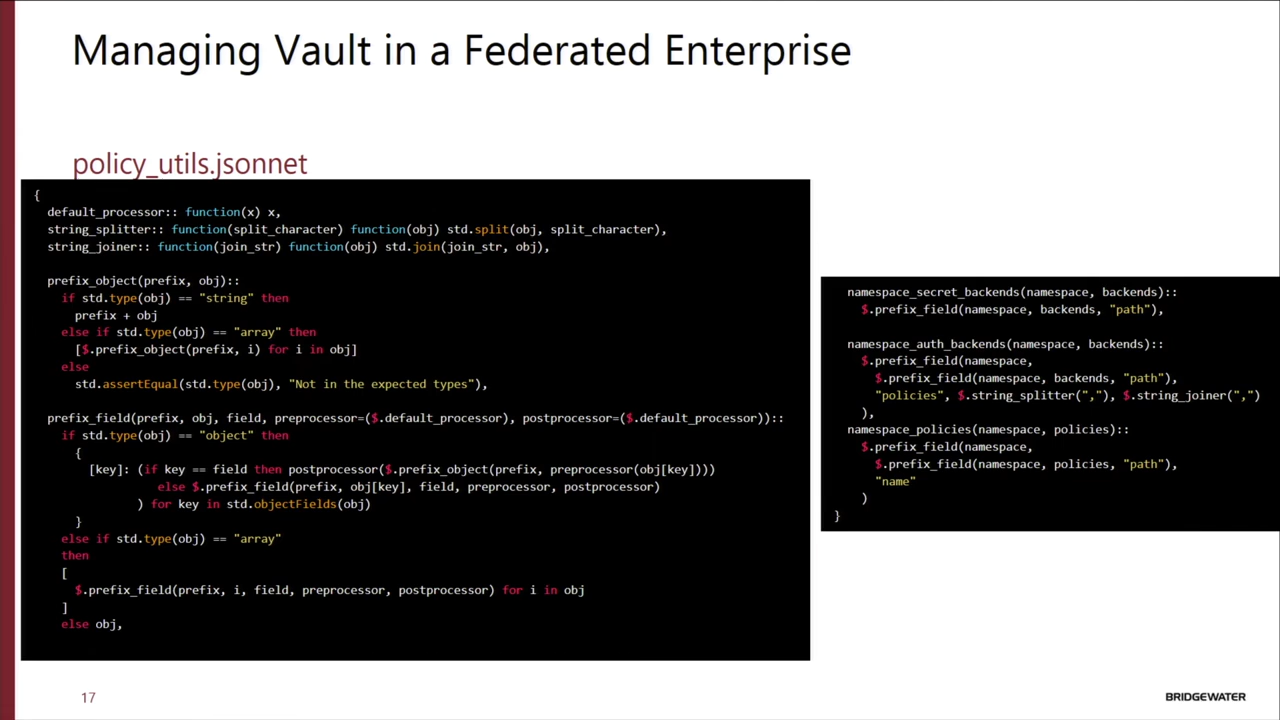 Managing Vault in a Federated Enterprise
policy_utils.jsonnet
{
default_processor:: function(x) x,
string_splitter:: function(split_character) function(obj) std.split(obj, split_character),
string_joiner:: function(join_str) function(obj) std.join(join_str, obj),
prefix_object(prefix, obj)::
if std.type(obj) == "string" then
prefix + obj
else if std.type(obj) == "array" then
[$.prefix_object(prefix, i) for i in obj]
else
std.assertEqual(std.type(obj), "Not in the expected types"),
prefix_field(prefix, obj, field, preprocessor=($.default_processor), postprocessor=($.default_processor))::
if std.type(obj) == "object" then
{
[key]: (if key == field then postprocessor($.prefix_object(prefix, preprocessor(obj[key])))
else $.prefix_field(prefix, obj[key], field, preprocessor, postprocessor)
) for key in std.objectFields(obj)
}
else if std.type(obj) == "array"
then
[
$.prefix_field(prefix, i, field, preprocessor, postprocessor) for i in obj
]
else obj,
namespace_secret_backends(namespace, backends)::
$.prefix_field(namespace, backends, "path"),
namespace_auth_backends(namespace, backends)::
$.prefix_field(namespace,
$.prefix_field(namespace, backends, "path"),
"policies", $.string_splitter(","), $.string_joiner(",")
),
namespace_policies(namespace, policies)::
$.prefix_field(namespace,
$.prefix_field(namespace, policies, "path"),
"name"
)
}
17
BRIDGEWATER